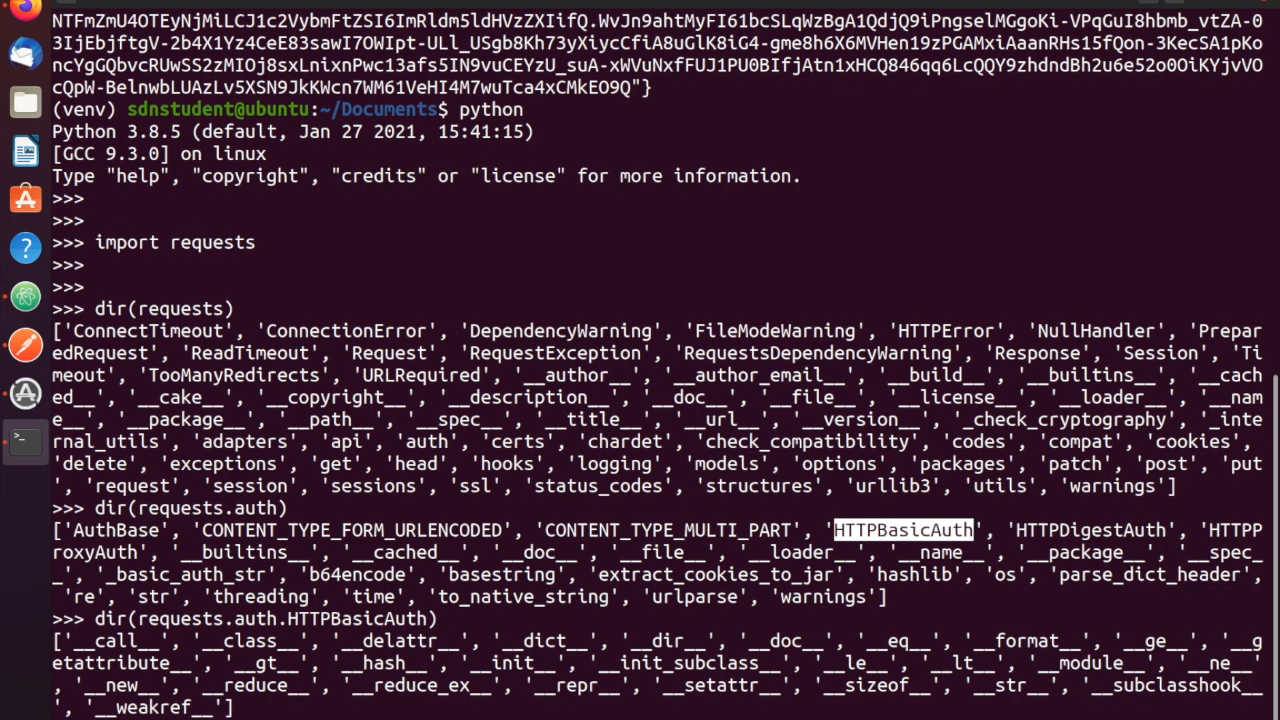 NTFmZmU4OTEyNjMiLCJ1c2VybmFtZSI6ImRldm5ldHVzZXIifQ.WvJn9ahtMyFI61bcSLqWzBgA1QdjQ9iPngselMGgoKi-VPqGuI8hbmb_vtZA-0
3IjEbjftgV-2b4X1Yz4CeE83sawI7OWIpt-ULl_USgb8Kh73yXiycCfiA8uGlK8iG4-gme8h6X6MVHen19zPGAMxiAaanRHs15fQon-3KecSA1pKo
ncYgGQbvcRUwSS2zMIOj8sxLnixnPwc13afs5IN9vuCEYzU_suA-xWVuNxfFUJ1PU0BIfjAtn1xHCQ846qq6LcQQY9zhdndBh2u6e52o0OiKYjvVO
cQpW-BelnwbLUAzLv5XSN9JkKWcn7WM61VeHI4M7wuTca4xCMkEO9Q"}
(venv) sdnstudent@ubuntu:~/Documents$ python
Python 3.8.5 (default, Jan 27 2021, 15:41:15)
[GCC 9.3.0] on linux
Type "help", "copyright", "credits" or "license" for more information.
>>>
>>>
>>> import requests
>>>
>>>
>>> dir(requests)
['ConnectTimeout', 'ConnectionError', 'DependencyWarning', 'FileModeWarning', 'HTTPError', 'NullHandler', 'Prepar
edRequest', 'ReadTimeout', 'Request', 'RequestException', 'RequestsDependencyWarning', 'Response', 'Session', 'Ti
meout', 'TooManyRedirects', 'URLRequired', '__author__', '__author_email__', '__build__', '__builtins__', '__cach
ed__', '__cake__', '__copyright__', '__description__', '__doc__', '__file__', '__license__', '__loader__', '__nam
e__', '__package__', '__path__', '__spec__', '__title__', '__url__', '__version__', '_check_cryptography', '_inte
rnal_utils', 'adapters', 'api', 'auth', 'certs', 'chardet', 'check_compatibility', 'codes', 'compat', 'cookies',
'delete', 'exceptions', 'get', 'head', 'hooks', 'logging', 'models', 'options', 'packages', 'patch', 'post', 'put
', 'request', 'session', 'sessions', 'ssl', 'status_codes', 'structures', 'urllib3', 'utils', 'warnings']
>>> dir(requests.auth)
['AuthBase', 'CONTENT_TYPE_FORM_URLENCODED', 'CONTENT_TYPE_MULTI_PART', 'HTTPBasicAuth', 'HTTPDigestAuth', 'HTTPP
roxyAuth', '__builtins__', '__cached__', '__doc__', '__file__', '__loader__', '__name__', '__package__', '__spec_
_', '_basic_auth_str', 'b64encode', 'basestring', 'extract_cookies_to_jar', 'hashlib', 'os', 'parse_dict_header',
're', 'str', 'threading', 'time', 'to_native_string', 'urlparse', 'warnings']
>>> dir(requests.auth.HTTPBasicAuth)
['__call__', '__class__', '__delattr__', '__dict__', '__dir__', '__doc__', '__eq__', '__format__', '__ge__', '__g
etattribute__', '__gt__', '__hash__', '__init__', '__init_subclass__', '__le__', '__lt__', '__module__', '__ne__'
, '__new__', '__reduce__', '__reduce_ex__', '__repr__', '__setattr__', '__sizeof__', '__str__', '__subclasshook__
', '__weakref__']